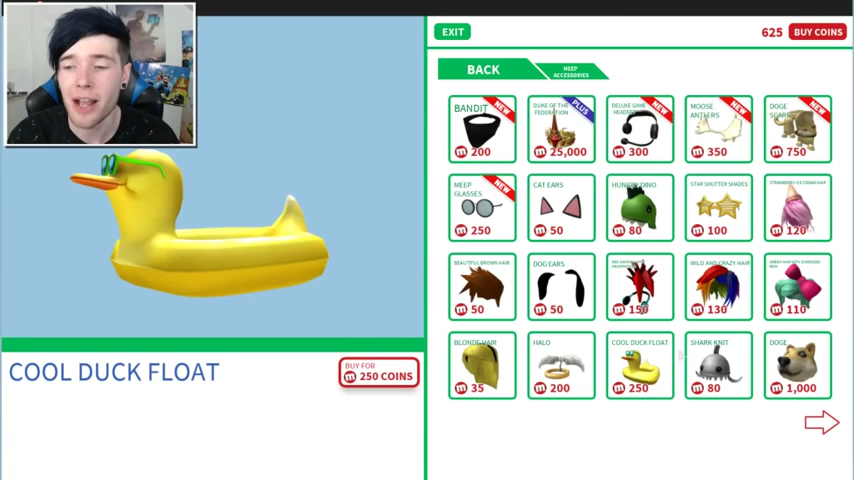 EXIT
625
BUY COINS
BACK
MEEP
ACCESSORIES
BANDIT
NEW
200
DUKE OF THE
FEDERATION
PLUS
25,000
DELUXE GAME
HEADSET
NEW
300
MOOSE
ANTLERS
NEW
350
DOGE
SCARF
NEW
750
MEEP
GLASSES
NEW
250
CAT EARS
50
HUNGRY DINO
80
STAR SHUTTER SHADES
100
STRAWBERRY ICE CREAM HAIR
120
BEAUTIFUL BROWN HAIR
50
DOG EARS
50
150
WILD AND CRAZY HAIR
130
110
BLONDE HAIR
35
HALO
200
COOL DUCK FLOAT
250
SHARK KNIT
80
DOGE
1,000
COOL DUCK FLOAT
BUY FOR
250 COINS